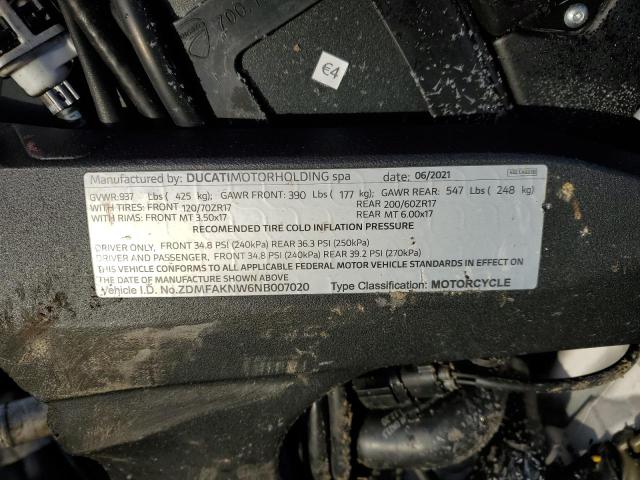 700
€4
Manufactured by: DUCATIMOTORHOLDING spa date: 06/2021
GVWR:937 Lbs ( 425 kg) GAWR FRONT: 390 Lbs ( 177 kg) GAWR REAR: 547 Lbs ( 248 kg)
WITH TIRES: FRONT 120/70ZR17 REAR 200/60ZR17
WITH RIMS: FRONT MT 3.50x17 REAR MT 6.00x17
RECOMENDED TIRE COLD INFLATION PRESSURE
DRIVER ONLY, FRONT 34.8 PSI (240kPa) REAR 36.3 PSI (250kPa)
DRIVER AND PASSENGER, FRONT 34.8 PSI (240kPa) REAR 39.2 PSI (270kPa)
THIS VEHICLE CONFORMS TO ALL APPLICABLE FEDERAL MOTOR VEHICLE STANDARDS IN EFFECT ON
THE DATE OF MANUFACTURE SHOWN ABOVE
Vehicle I.D. No.ZDMFAKNW6NB007020 Type Classification: MOTORCYCLE